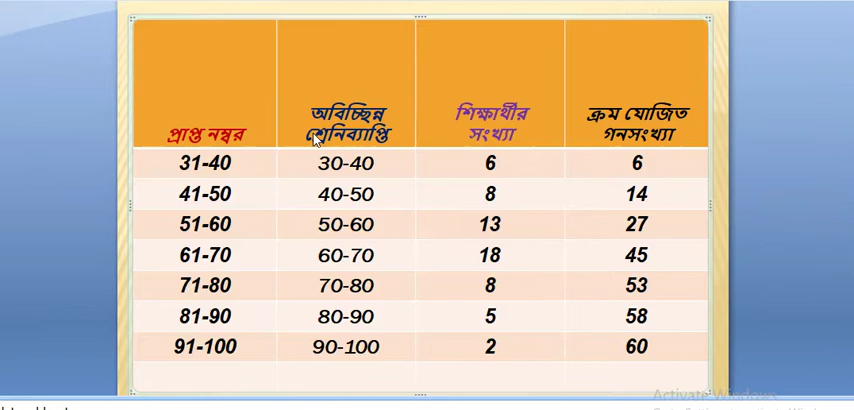 প্রাপ্ত নম্বর অবিচ্ছিন্ন শ্রেনিব্যাপ্তি শিক্ষার্থীর সংখ্যা ক্রম যোজিত গনসংখ্যা
31-40 30-40 6 6
41-50 40-50 8 14
51-60 50-60 13 27
61-70 60-70 18 45
71-80 70-80 8 53
81-90 80-90 5 58
91-100 90-100 2 60
Activate Windows